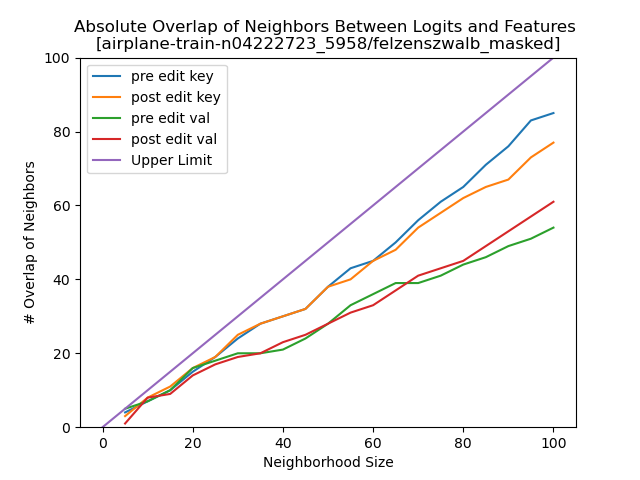 Absolute Overlap of Neighbors Between Logits and Features
[airplane-train-n04222723_5958/felzenszwalb_masked]
pre edit key
post edit key
pre edit val
post edit val
Upper Limit
# Overlap of Neighbors
100
80
60
40
20
0
0 20 40 60 80 100
Neighborhood Size